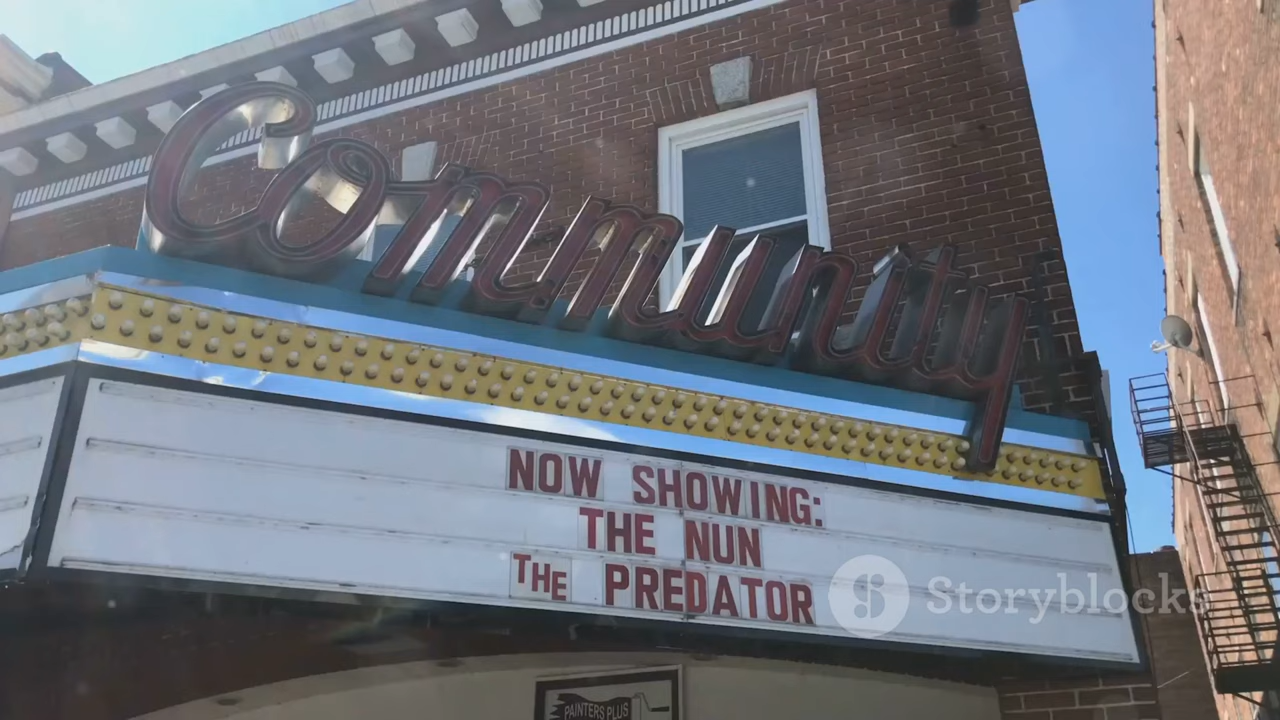 Community
NOW SHOWING:
THE NUN
THE PREDATOR
Storyblocks
PAINTERS PLUS